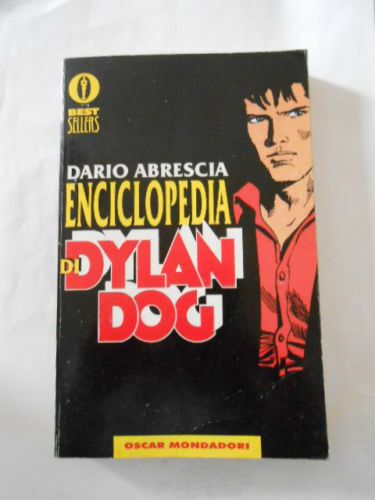 BEST
SELLERS
DARIO ABRESCIA
ENCICLOPEDIA
DI DYLAN
DOG
OSCAR MONDADORI